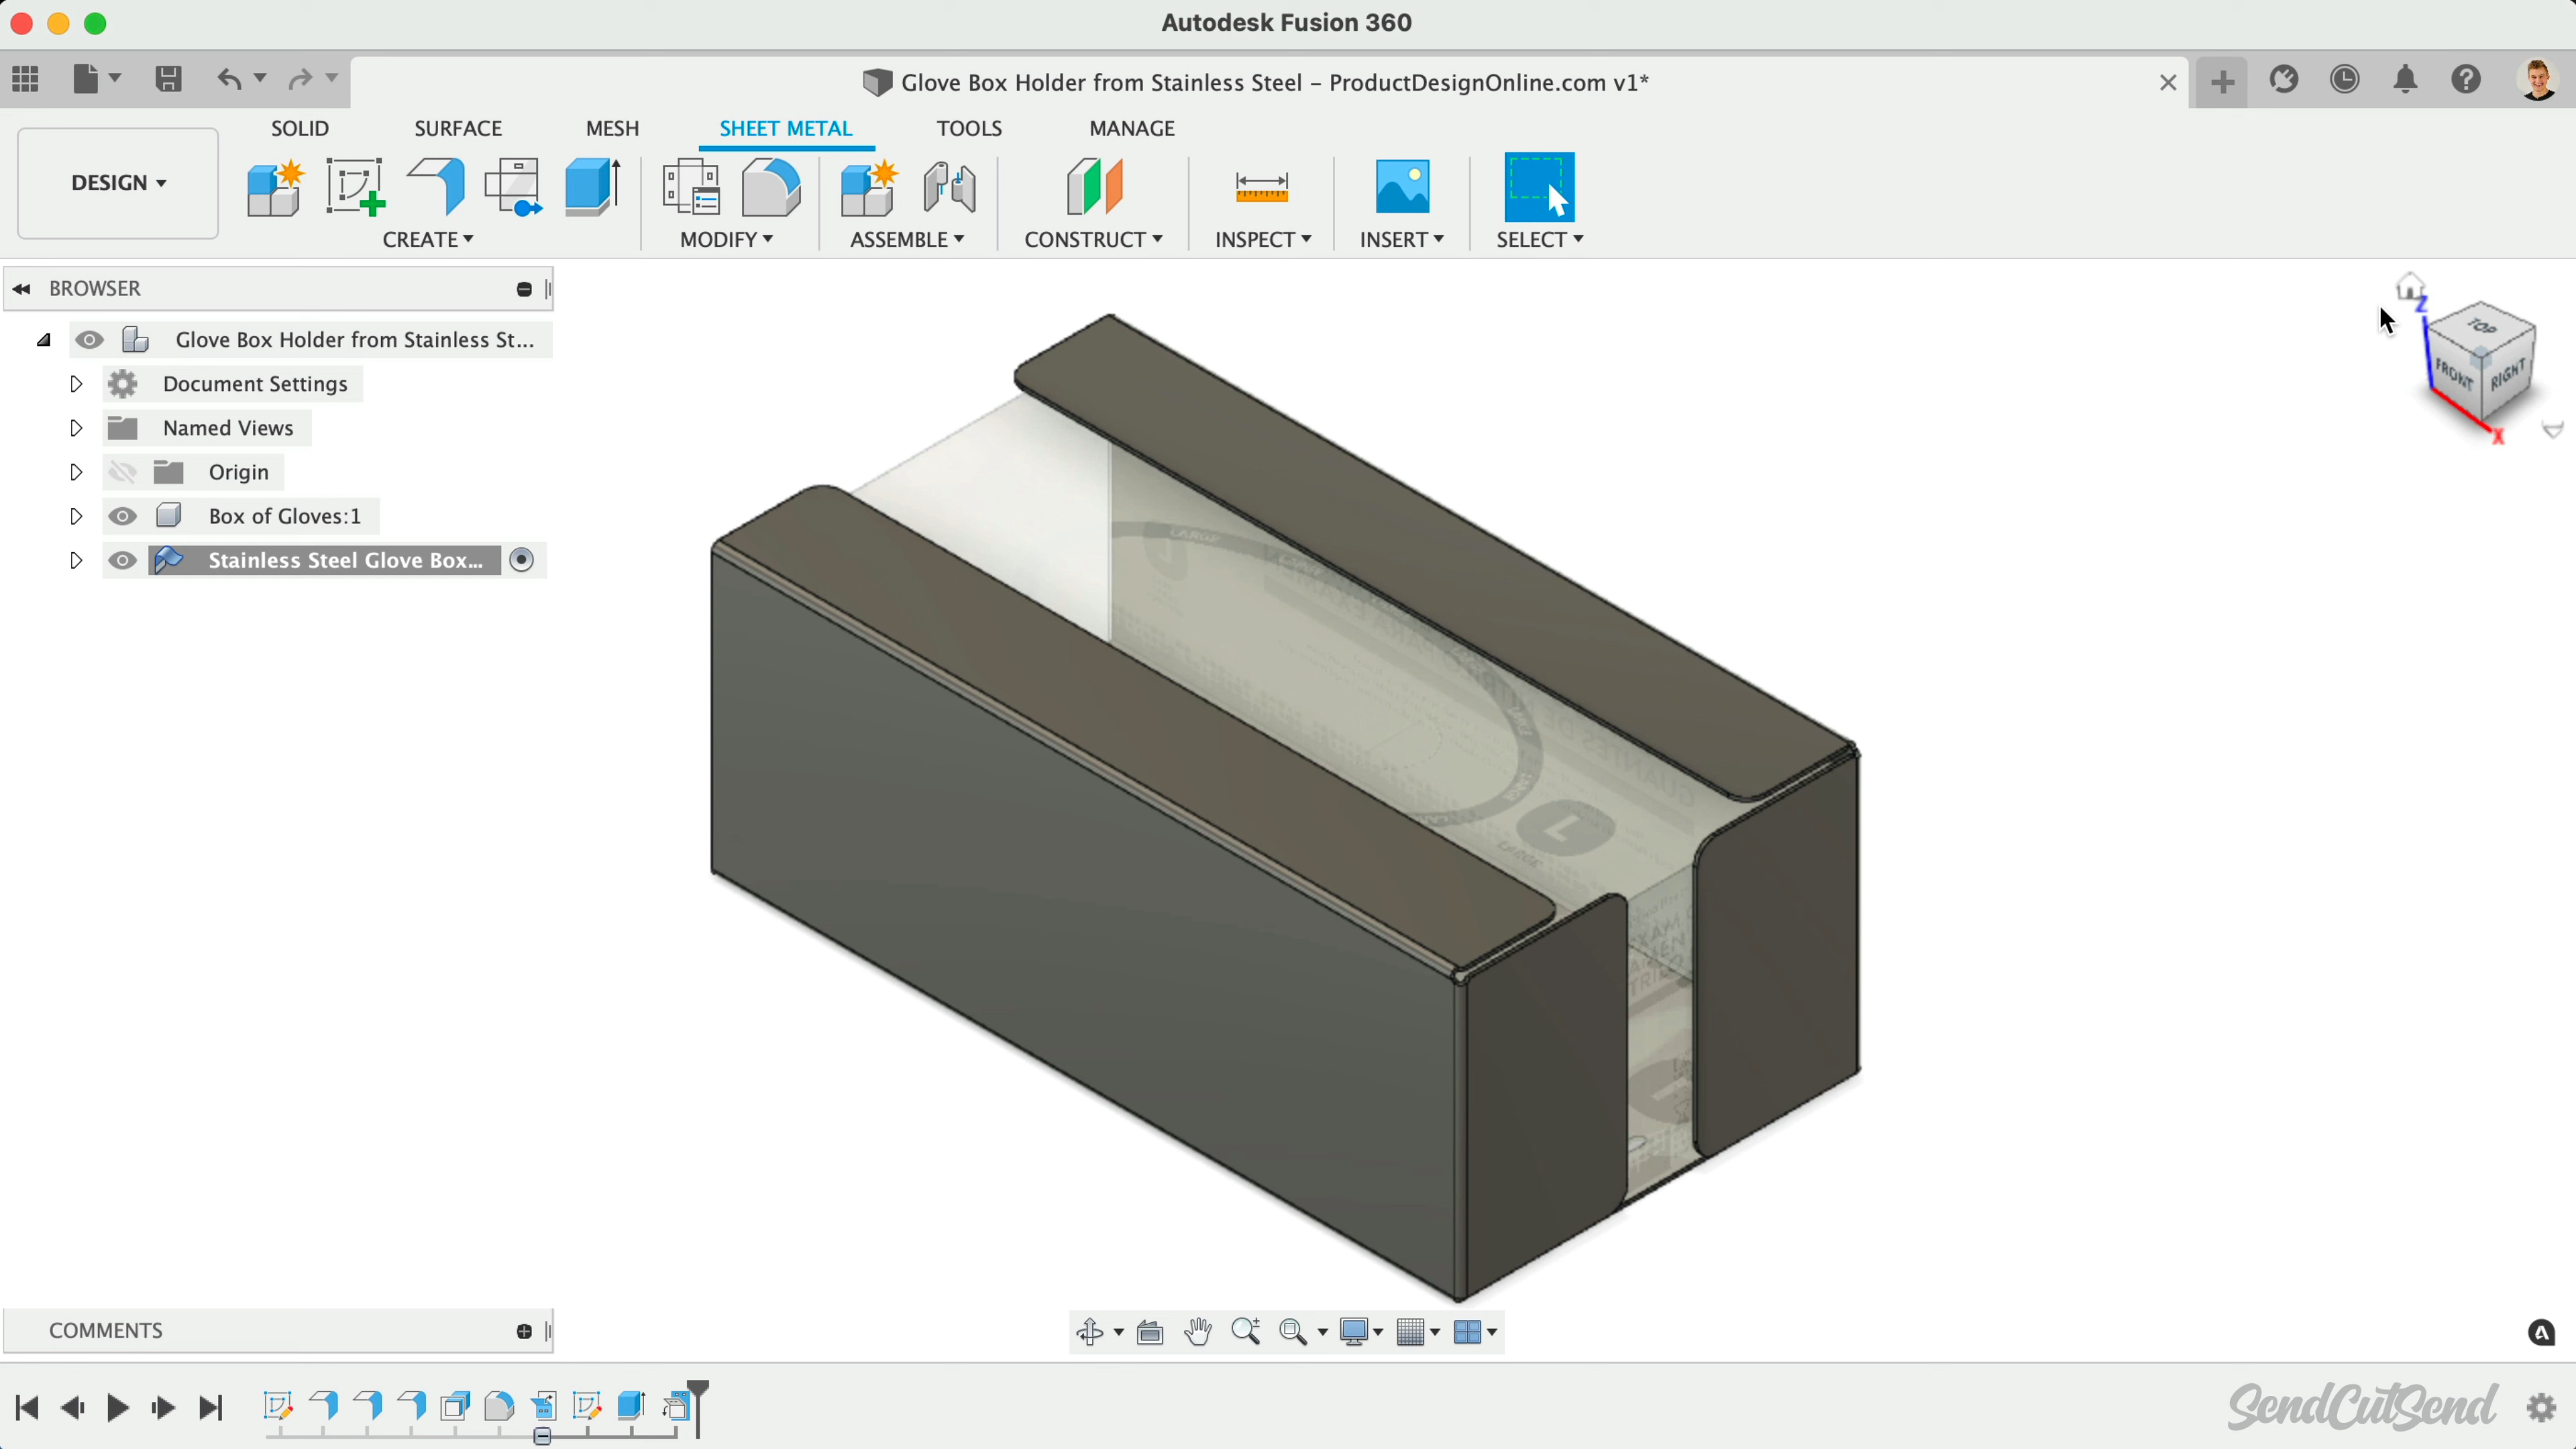 Autodesk Fusion 360
Glove Box Holder from Stainless Steel – ProductDesignOnline.com v1*
SOLID SURFACE MESH SHEET METAL TOOLS MANAGE
DESIGN
CREATE MODIFY ASSEMBLE CONSTRUCT INSPECT INSERT SELECT
BROWSER
Glove Box Holder from Stainless St...
Document Settings
Named Views
Origin
Box of Gloves:1
Stainless Steel Glove Box...
Z
TOP
FRONT RIGHT
X
LARGE
LARGE
COMMENTS
SendCutSend